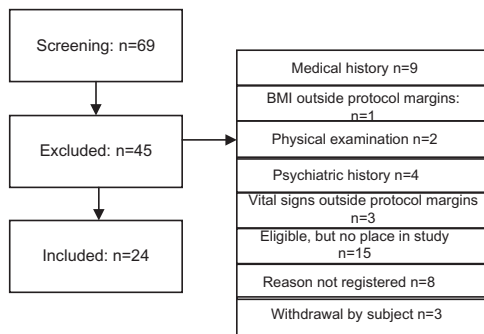 Screening: n=69
Excluded: n=45
Included: n=24
Medical history n=9
BMI outside protocol margins:
n=1
Physical examination n=2
Psychiatric history n=4
Vital signs outside protocol margins
n=3
Eligible, but no place in study
n=15
Reason not registered n=8
Withdrawal by subject n=3